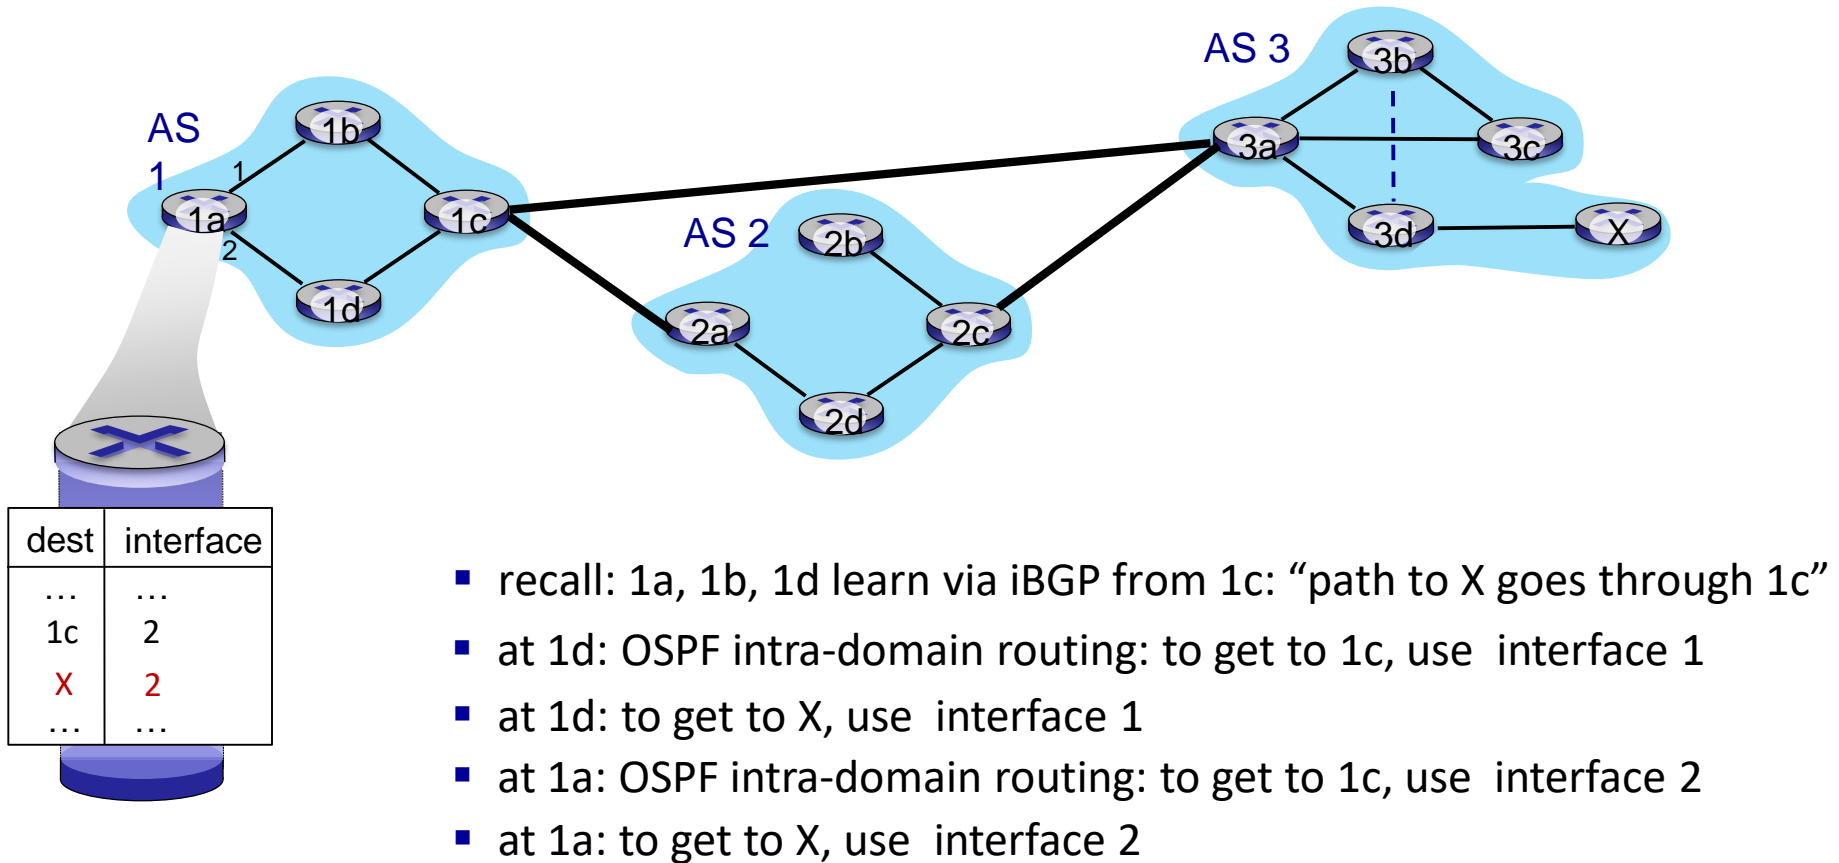 AS 3
3b
3a
3c
3d
X
AS
1
1b
1
1a
1c
2
1d
AS 2
2b
2a
2c
2d
dest interface
… …
1c 2
X 2
… …
▪ recall: 1a, 1b, 1d learn via iBGP from 1c: “path to X goes through 1c”
▪ at 1d: OSPF intra-domain routing: to get to 1c, use interface 1
▪ at 1d: to get to X, use interface 1
▪ at 1a: OSPF intra-domain routing: to get to 1c, use interface 2
▪ at 1a: to get to X, use interface 2